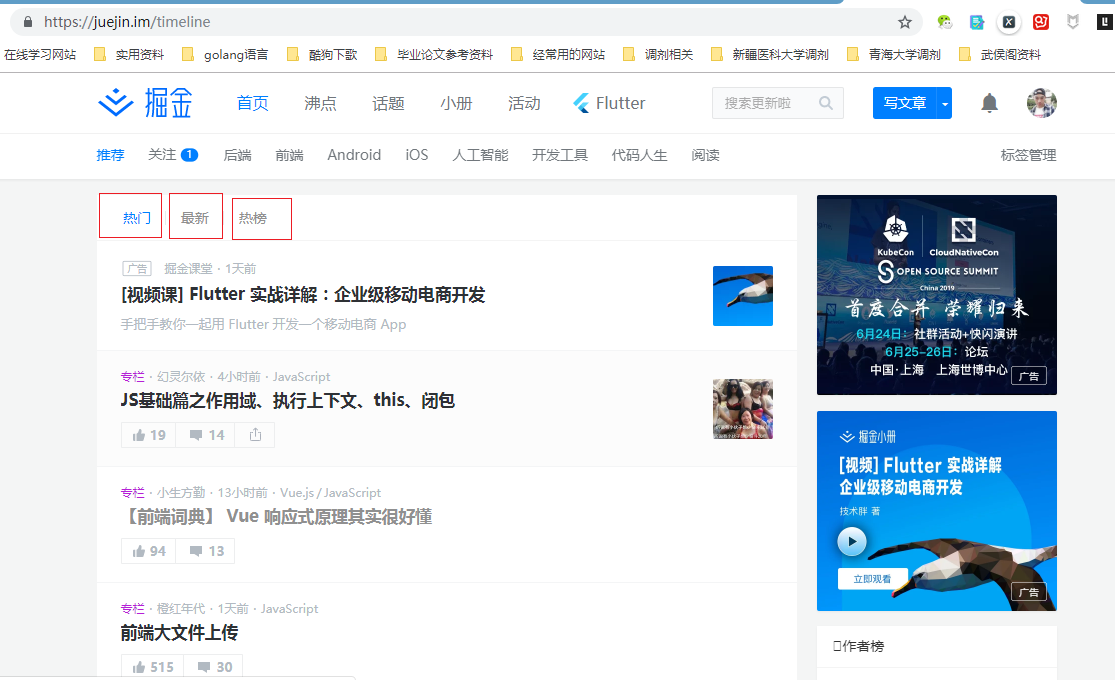 https://juejin.im/timeline
在线学习网站 实用资料 golang语言 酷狗下歌 毕业论文参考资料 经常用的网站 调剂相关 新疆医科大学调剂 青海大学调剂 武侯阁资料
掘金 首页 沸点 话题 小册 活动 Flutter 搜索更新啦 写文章
推荐 关注 1 后端 前端 Android iOS 人工智能 开发工具 代码人生 阅读 标签管理
热门 最新 热榜
广告 掘金课堂 · 1天前
[视频课] Flutter 实战详解：企业级移动电商开发
手把手教你一起用 Flutter 开发一个移动电商 App
专栏 · 幻灵尔依 · 4小时前 · JavaScript
JS基础篇之作用域、执行上下文、this、闭包
19 14
专栏 · 小生方勤 · 13小时前 · Vue.js / JavaScript
【前端词典】 Vue 响应式原理其实很好懂
94 13
专栏 · 橙红年代 · 1天前 · JavaScript
前端大文件上传
515 30
KubeCon CloudNativeCon
OPEN SOURCE SUMMIT
China 2019
首度合并 荣耀归来
6月24日：社群活动+快闪演讲
6月25-26日：论坛
中国·上海 上海世博中心
广告
掘金小册
[视频] Flutter 实战详解
企业级移动电商开发
技术胖 著
立即观看
广告
作者榜